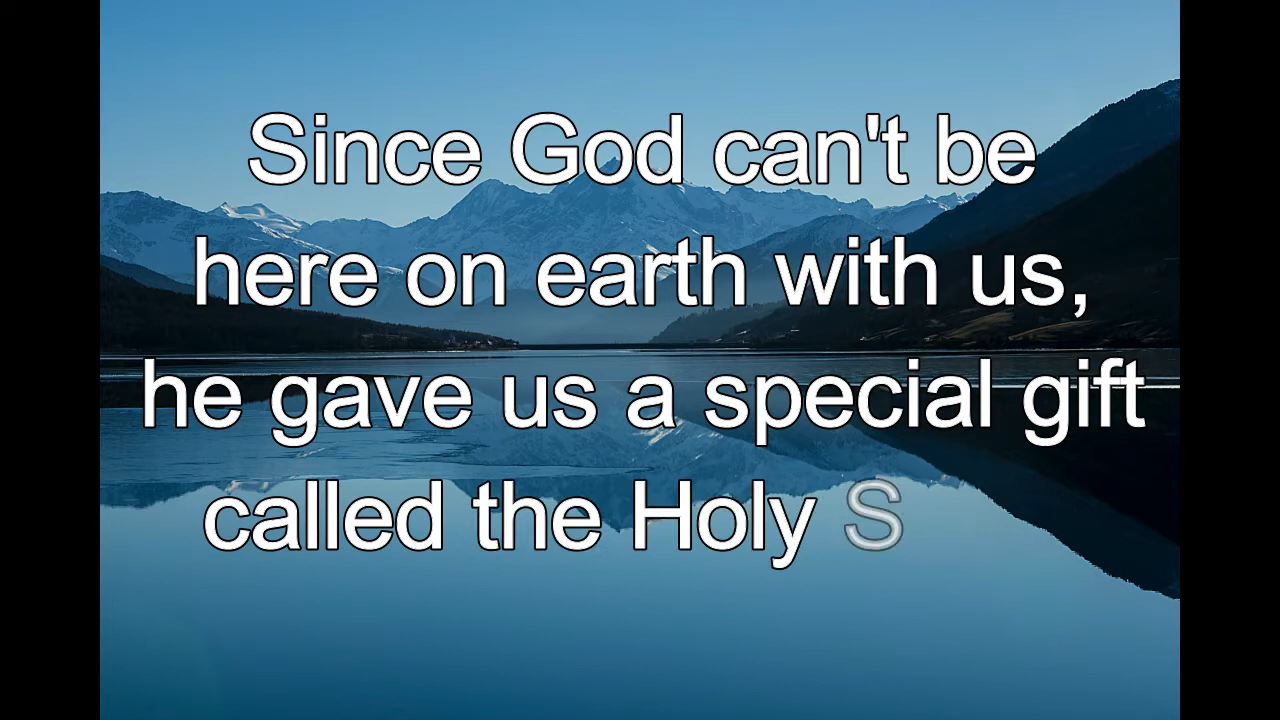 Since God can't be
here on earth with us,
he gave us a special gift
called the Holy S